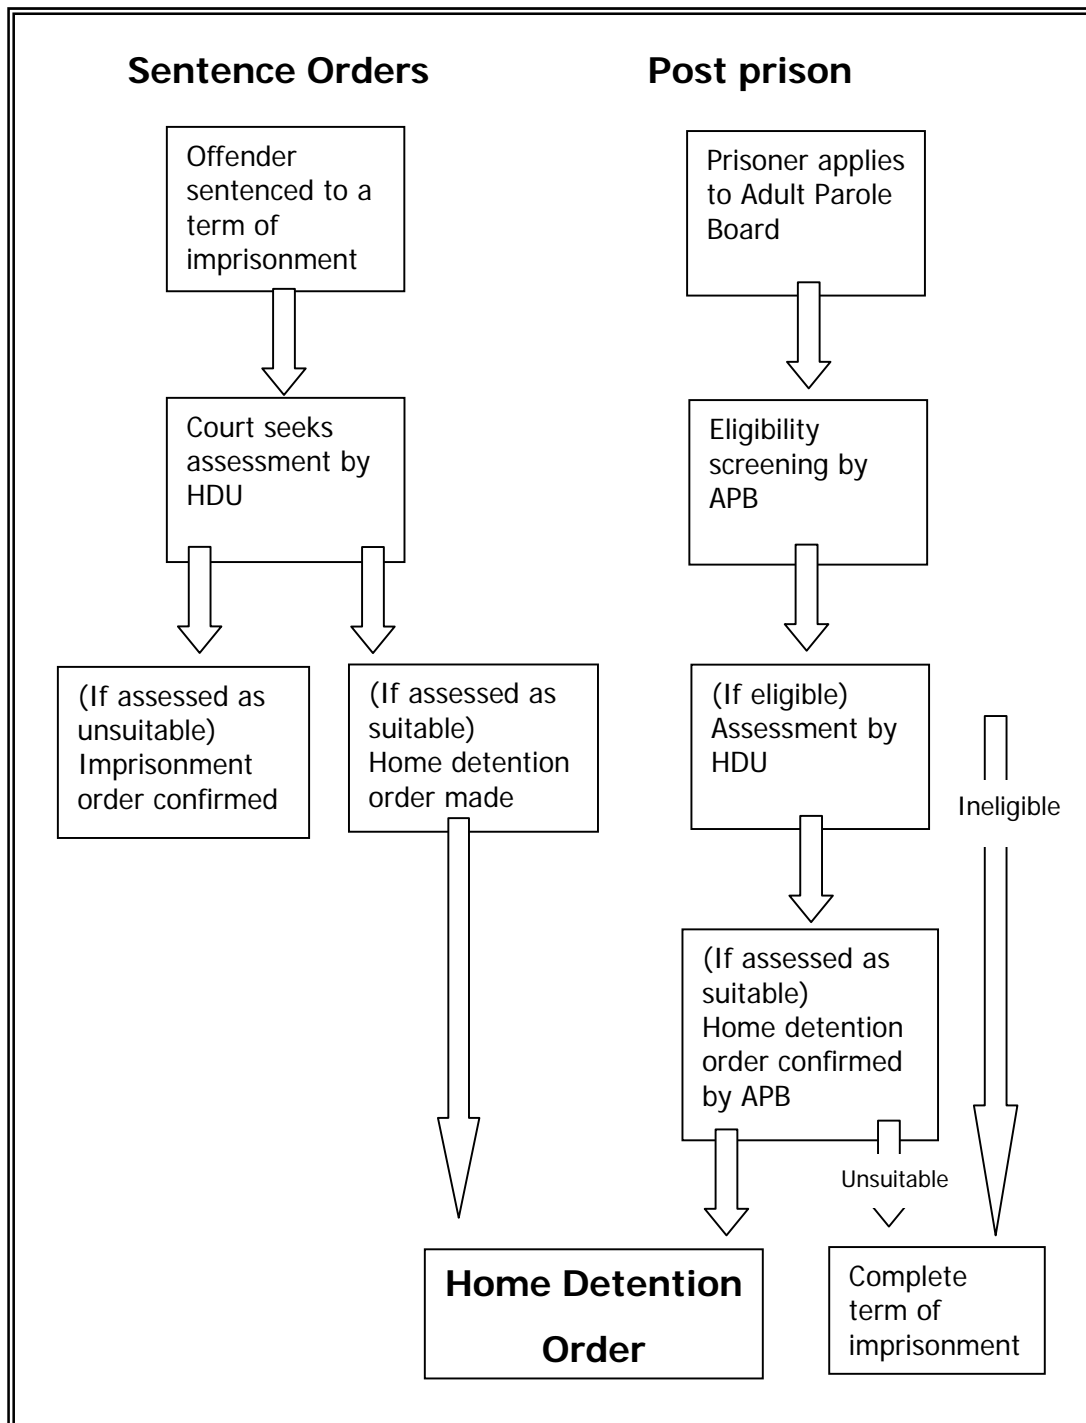 Sentence Orders
Offender
sentenced to a
term of
imprisonment
Court seeks
assessment by
HDU
(If assessed as
unsuitable)
Imprisonment
order confirmed
(If assessed as
suitable)
Home detention
order made
Post prison
Prisoner applies
to Adult Parole
Board
Eligibility
screening by
APB
(If eligible)
Assessment by
HDU
Ineligible
(If assessed as
suitable)
Home detention
order confirmed
by APB
Unsuitable
Home Detention
Order
Complete
term of
imprisonment